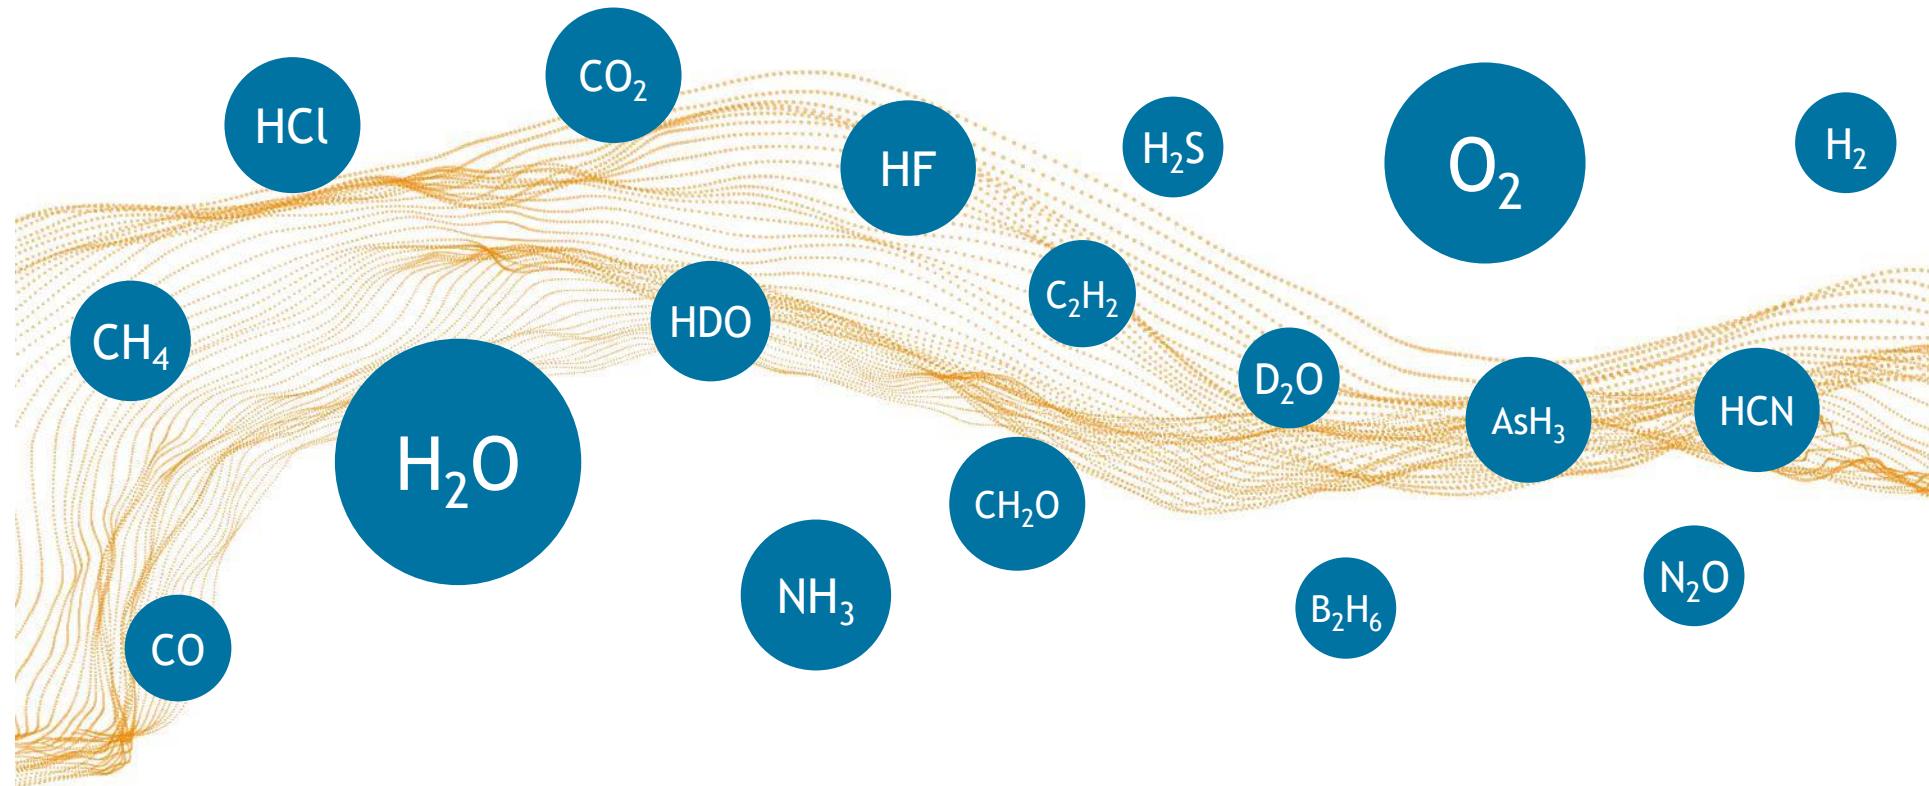 CO₂
HCl
H₂S
H₂
HF
O₂
C₂H₂
HDO
CH₄
D₂O
HCN
AsH₃
H₂O
CH₂O
N₂O
NH₃
B₂H₆
CO